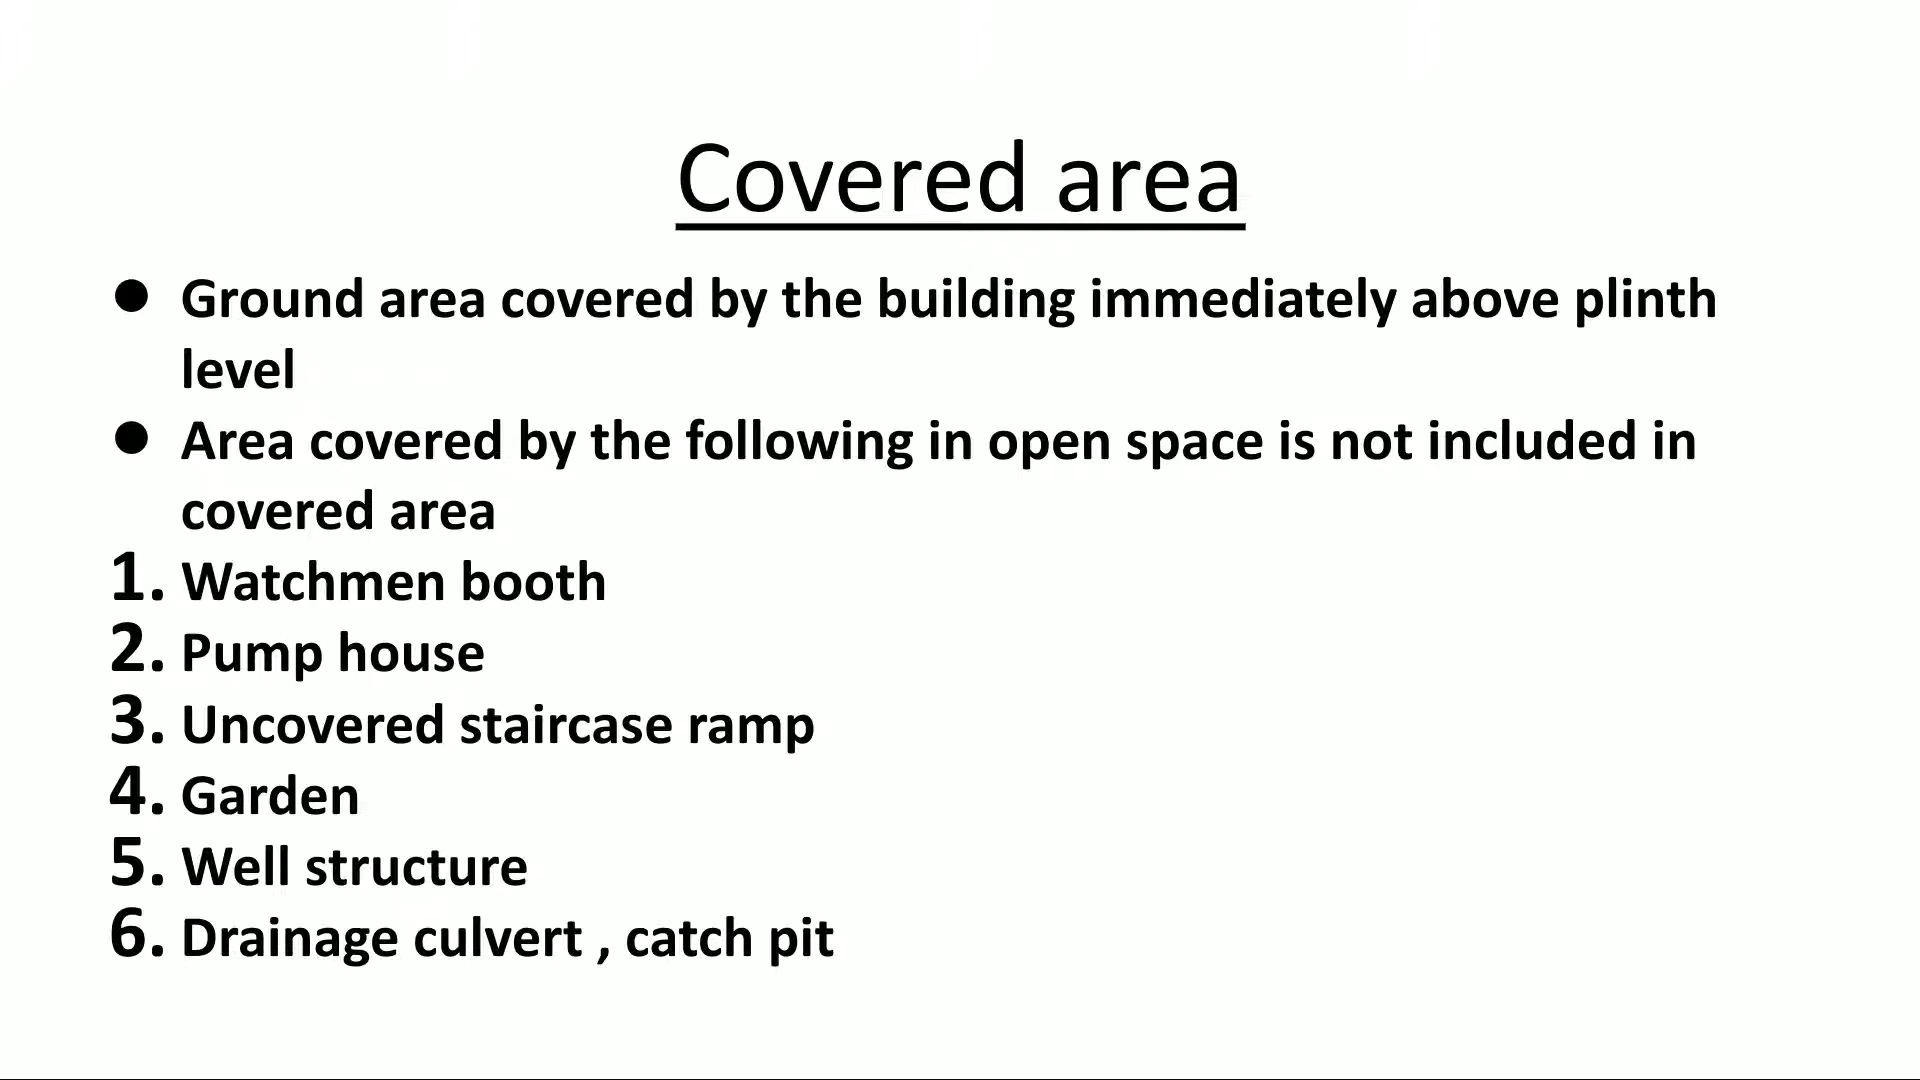 Covered area
● Ground area covered by the building immediately above plinth
level
● Area covered by the following in open space is not included in
covered area
1. Watchmen booth
2. Pump house
3. Uncovered staircase ramp
4. Garden
5. Well structure
6. Drainage culvert , catch pit